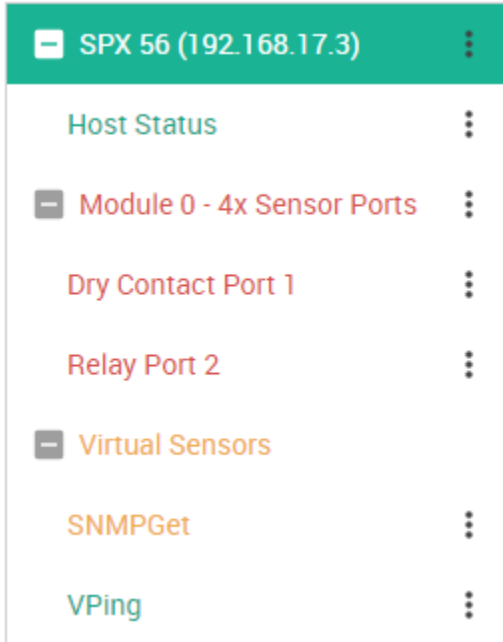 SPX 56 (192.168.17.3)
Host Status
Module 0 - 4x Sensor Ports
Dry Contact Port 1
Relay Port 2
Virtual Sensors
SNMPGet
VPing